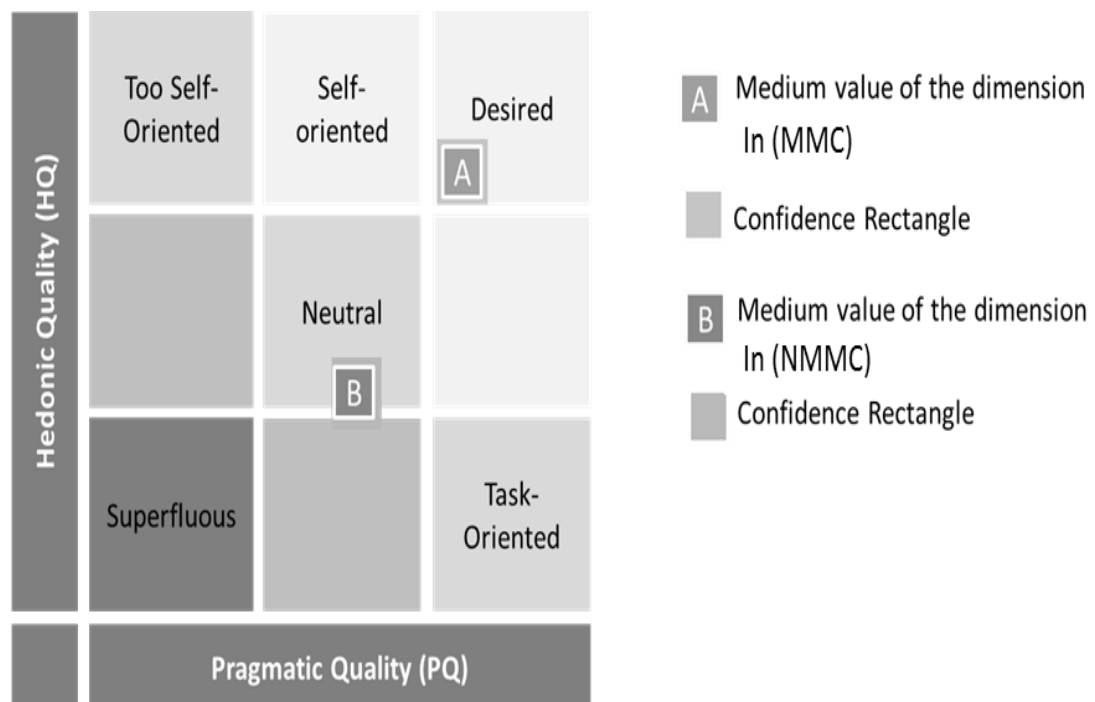 Hedonic Quality (HQ)
Too Self-
Oriented
Self-
oriented
Desired
A
Neutral
B
Superfluous
Task-
Oriented
Pragmatic Quality (PQ)
A
Medium value of the dimension
In (MMC)
Confidence Rectangle
B
Medium value of the dimension
In (NMMC)
Confidence Rectangle